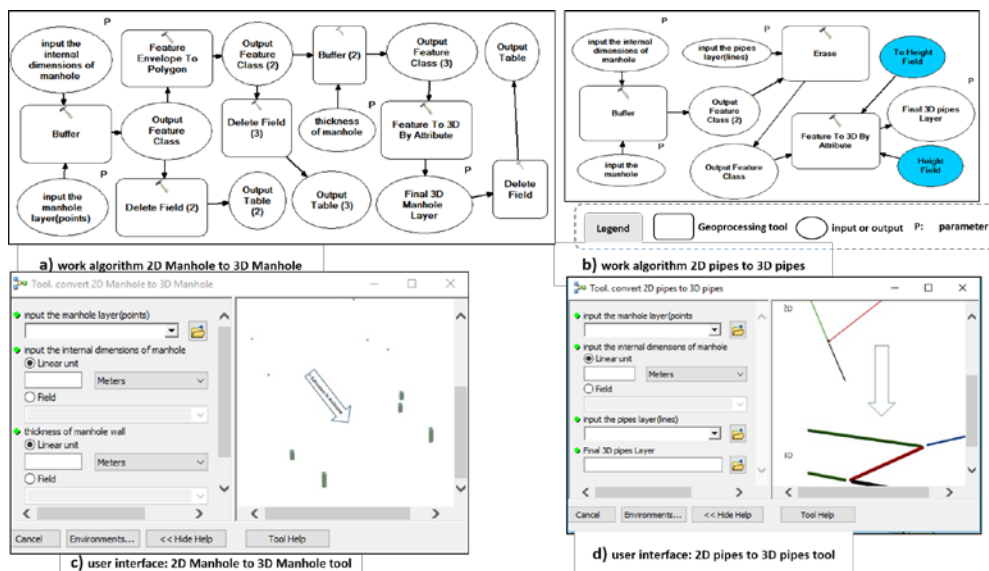 P
input the internal dimensions of manhole
Feature Envelope To Polygon
Output Feature Class (2)
Buffer (2)
Output Feature Class (3)
Output Table
Buffer
Output Feature Class
Delete Field (3)
P
thickness of manhole
Feature To 3D By Attribute
P
input the manhole layer(points)
Delete Field (2)
Output Table (2)
Output Table (3)
P
Final 3D Manhole Layer
Delete Field
a) work algorithm 2D Manhole to 3D Manhole
P
input the internal dimensions of manhole
P
input the pipes layer(lines)
Erase
To Height Field
P
Buffer
Output Feature Class (2)
Feature To 3D By Attribute
Final 3D pipes Layer
P
input the manhole
Output Feature Class
Height Field
Legend
Geoprocessing tool
input or output
P: parameter
b) work algorithm 2D pipes to 3D pipes
Tool. convert 2D Manhole to 3D Manhole
input the manhole layer(points)
input the internal dimensions of manhole
Linear unit
Meters
Field
thickness of manhole wall
Linear unit
Meters
Field
Cancel
Environments...
<< Hide Help
Tool Help
c) user interface: 2D Manhole to 3D Manhole tool
Tool. convert 2D pipes to 3D pipes
input the manhole layer(points
input the internal dimensions of manhole
Linear unit
Meters
Field
input the pipes layer(lines)
Final 3D pipes Layer
2D
3D
Cancel
Environments...
<< Hide Help
Tool Help
d) user interface: 2D pipes to 3D pipes tool